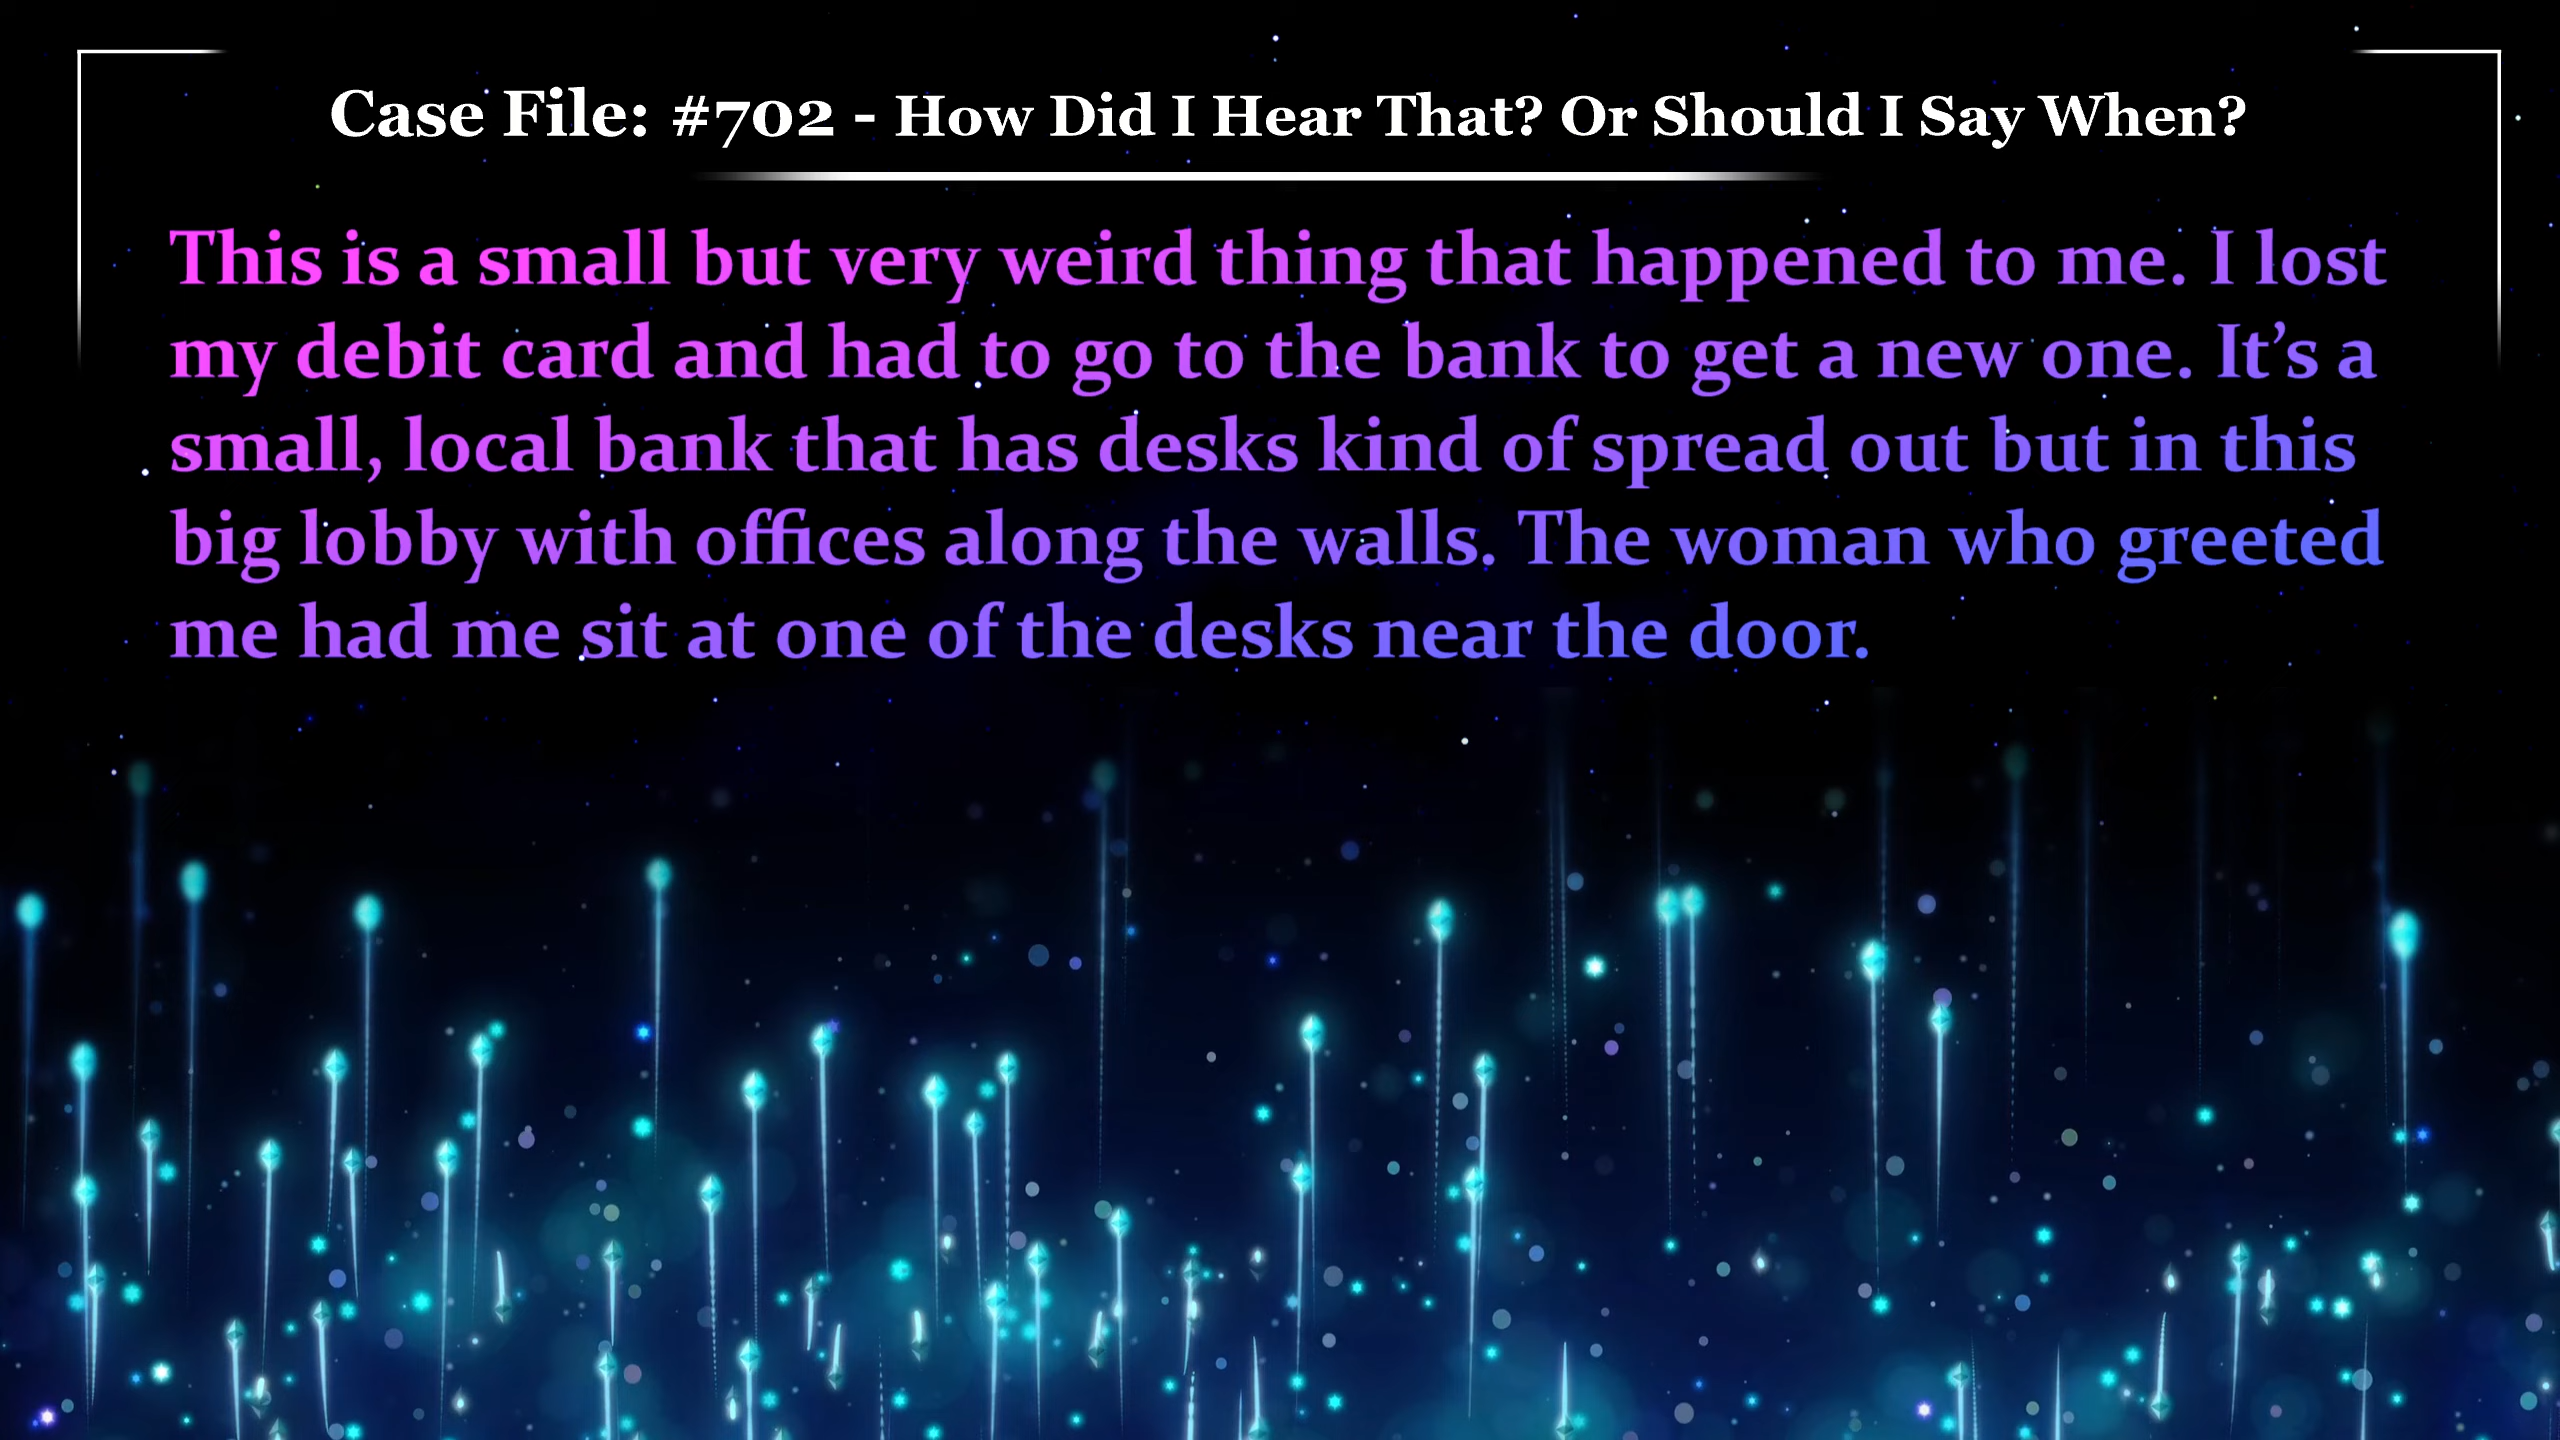 Case File: #702 - How Did I Hear That? Or Should I Say When?
This is a small but very weird thing that happened to me. I lost
my debit card and had to go to the bank to get a new one. It’s a
small, local bank that has desks kind of spread out but in this
big lobby with offices along the walls. The woman who greeted
me had me sit at one of the desks near the door.